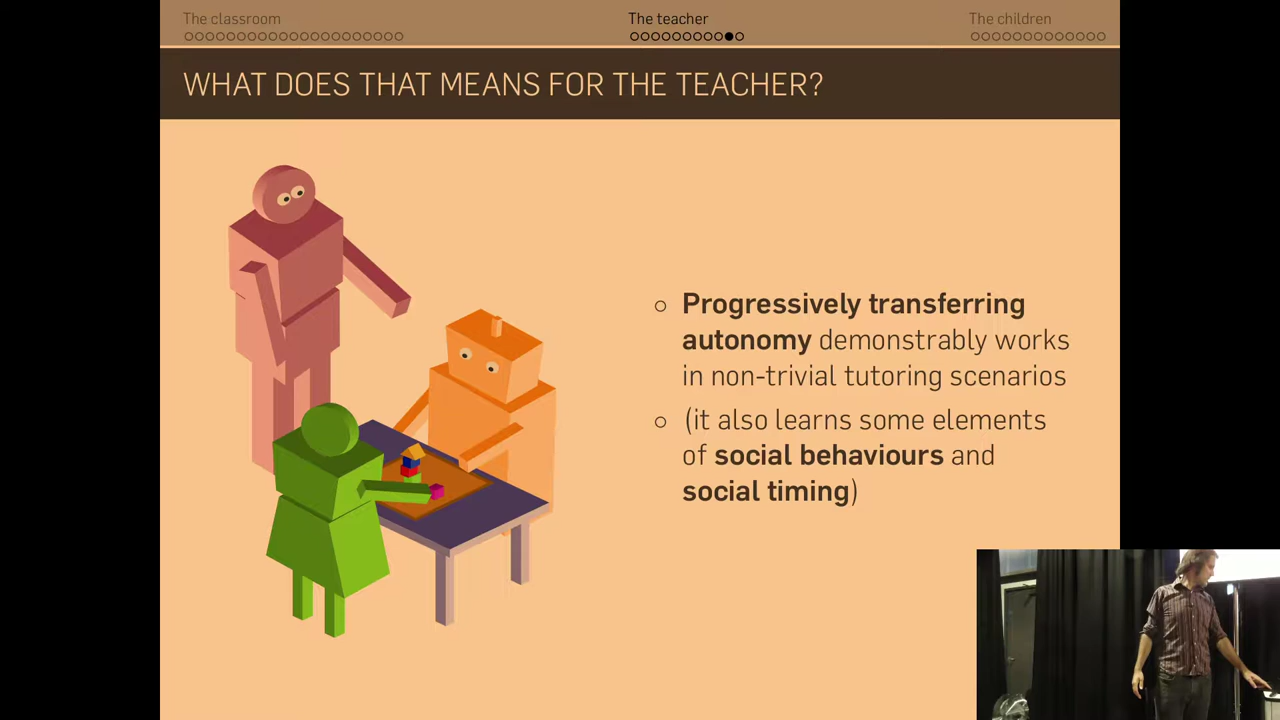 The classroom
The teacher
The children
WHAT DOES THAT MEANS FOR THE TEACHER?
Progressively transferring
autonomy demonstrably works
in non-trivial tutoring scenarios
(it also learns some elements
of social behaviours and
social timing)